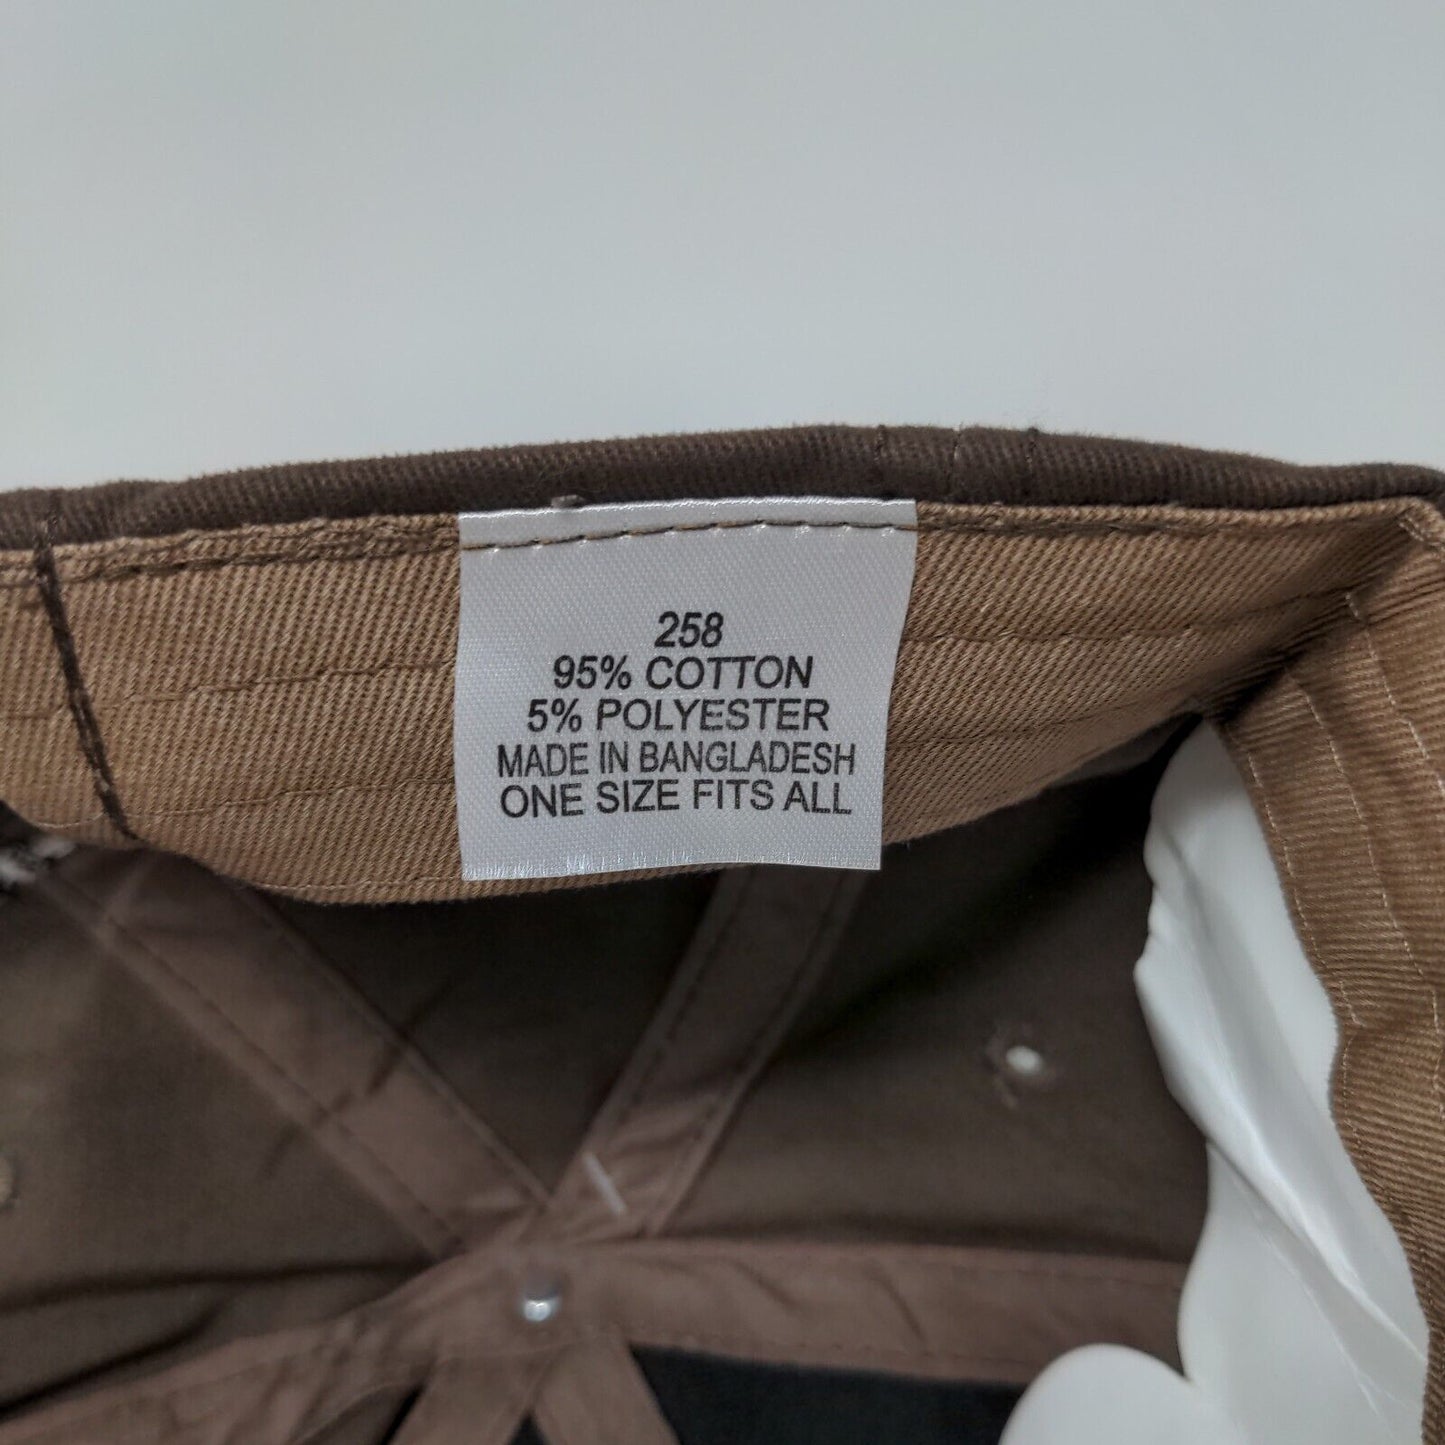 258
95% COTTON
5% POLYESTER
MADE IN BANGLADESH
ONE SIZE FITS ALL